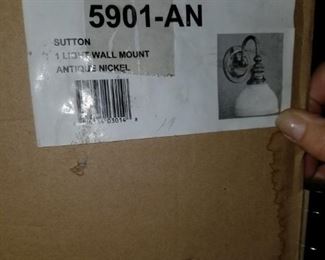 5901-AN
SUTTON
1 LIGHT WALL MOUNT
ANTIQUE NICKEL